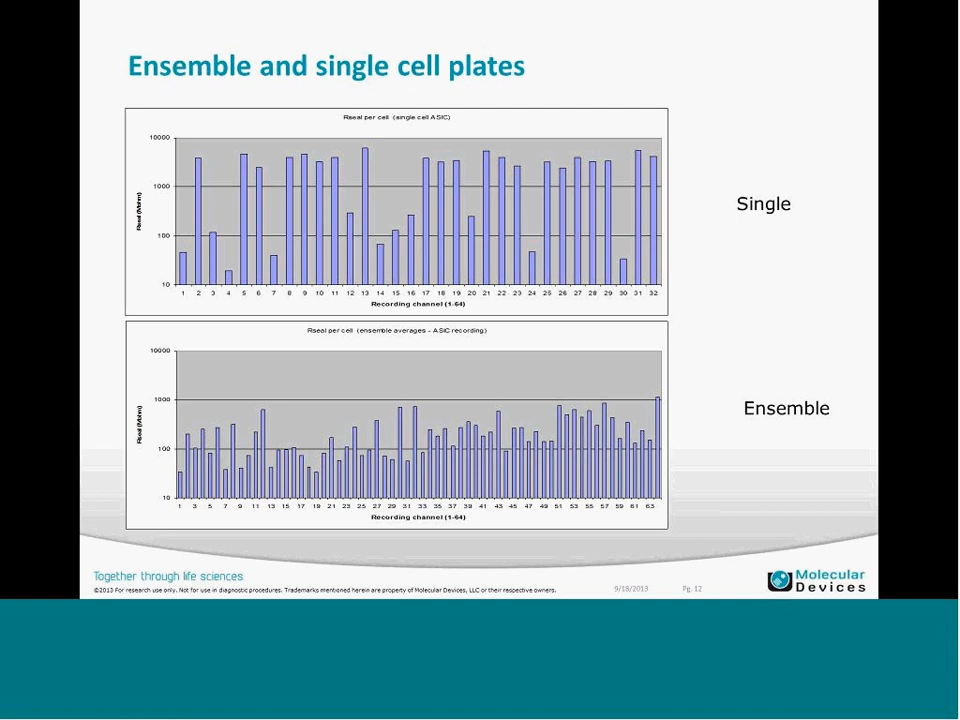 Ensemble and single cell plates
Rseal per cell (single cell ASIC)
10000
1000
100
10
Rseal (Mohm)
1 2 3 4 5 6 7 8 9 10 11 12 13 14 15 16 17 18 19 20 21 22 23 24 25 26 27 28 29 30 31 32
Recording channel (1-64)
Single
Rseal per cell (ensemble averages - ASIC recording)
10000
1000
100
10
Rseal (Mohm)
1 3 5 7 9 11 13 15 17 19 21 23 25 27 29 31 33 35 37 39 41 43 45 47 49 51 53 55 57 59 61 63
Recording channel (1-64)
Ensemble
Together through life sciences
©2013 For research use only. Not for use in diagnostic procedures. Trademarks mentioned herein are property of Molecular Devices, LLC or their respective owners.
9/18/2013 Pg. 12
Molecular
Devices